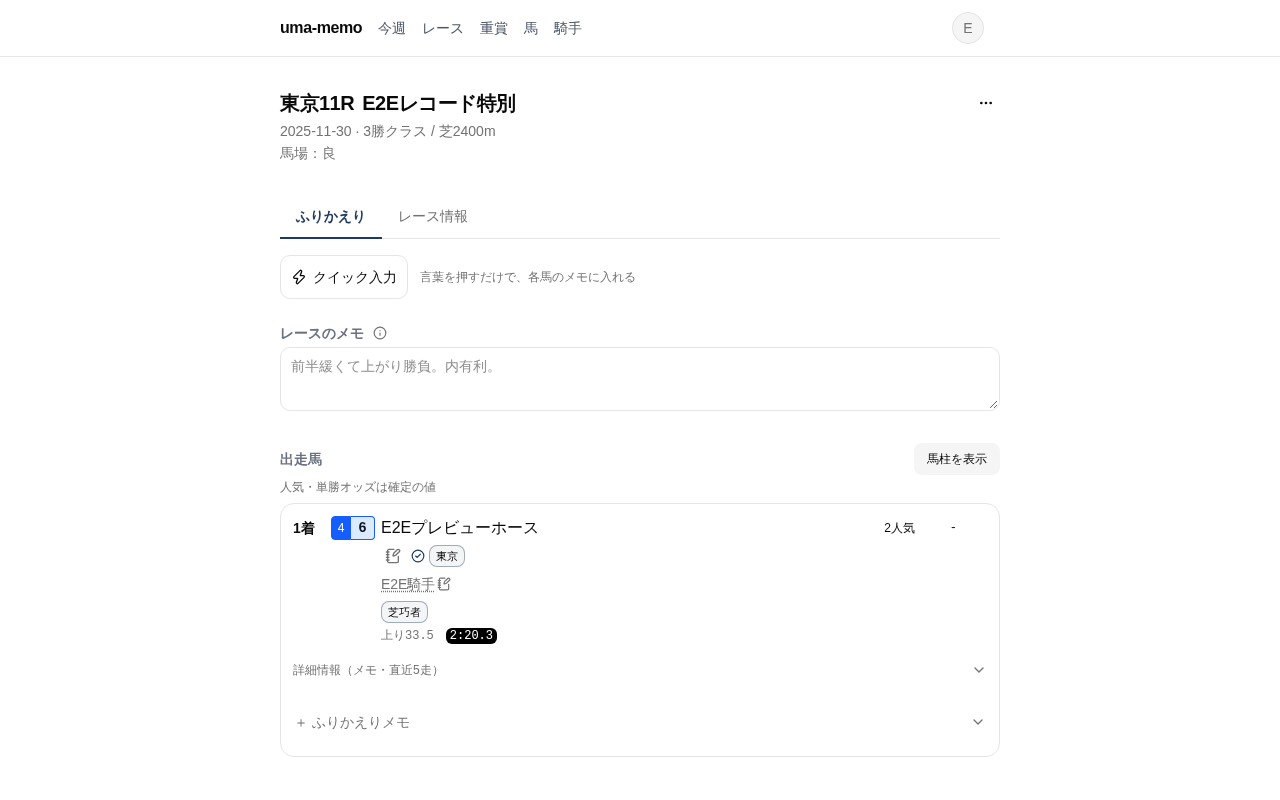 uma-memo 今週 レース 重賞 馬 騎手 E
東京11R E2Eレコード特別
2025-11-30 · 3勝クラス / 芝2400m
馬場：良
ふりかえり レース情報
クイック入力 言葉を押すだけで、各馬のメモに入れる
レースのメモ
前半緩くて上がり勝負。内有利。
出走馬 馬柱を表示
人気・単勝オッズは確定の値
1着 4 6 E2Eプレビューホース 2人気 -
東京
E2E騎手
芝巧者
上り33.5 2:20.3
詳細情報（メモ・直近5走）
＋ ふりかえりメモ